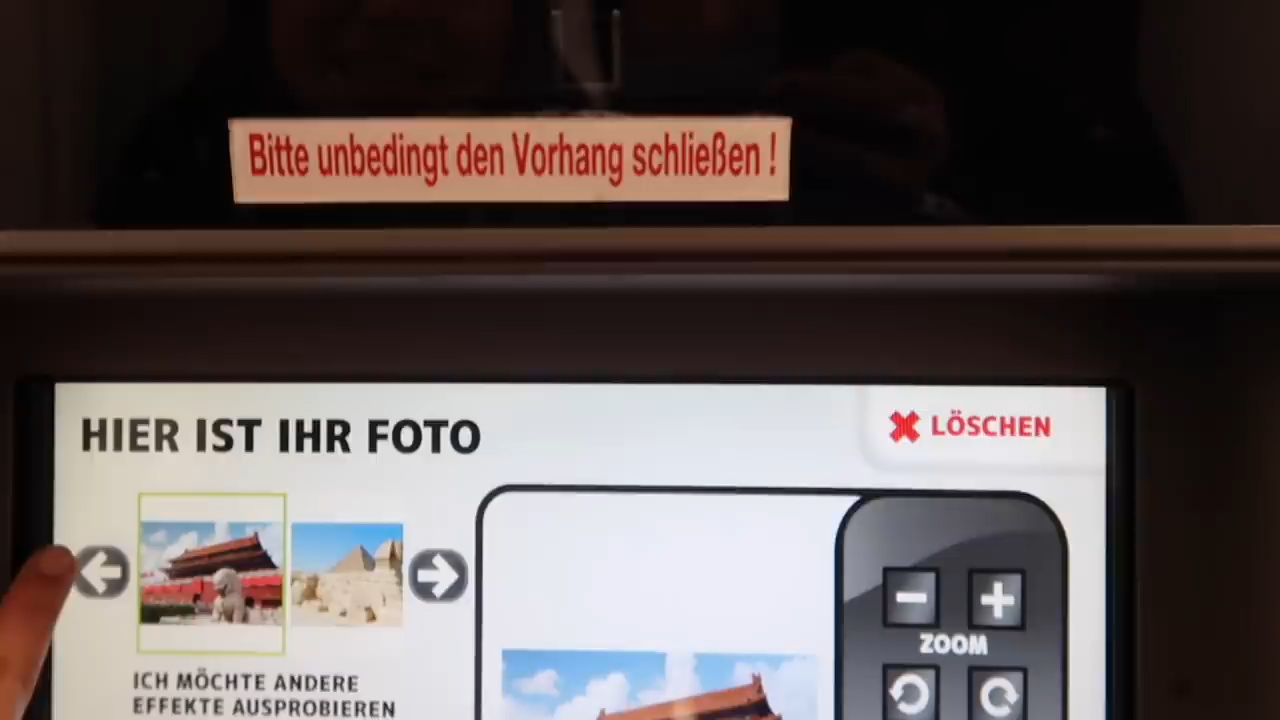 Bitte unbedingt den Vorhang schließen !
HIER IST IHR FOTO
LÖSCHEN
ZOOM
ICH MÖCHTE ANDERE
EFFEKTE AUSPROBIEREN